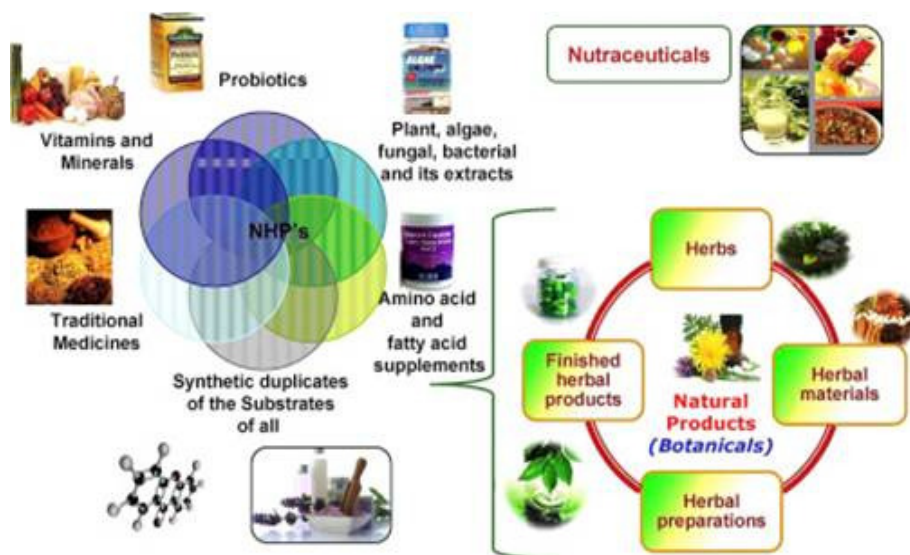 Probiotics
Vitamins and
Minerals
Plant, algae,
fungal, bacterial
and its extracts
NHP's
Traditional
Medicines
Amino acid
and
fatty acid
supplements
Synthetic duplicates
of the Substrates
of all
Nutraceuticals
Herbs
Herbal
materials
Herbal
preparations
Finished
herbal
products
Natural
Products
(Botanicals)